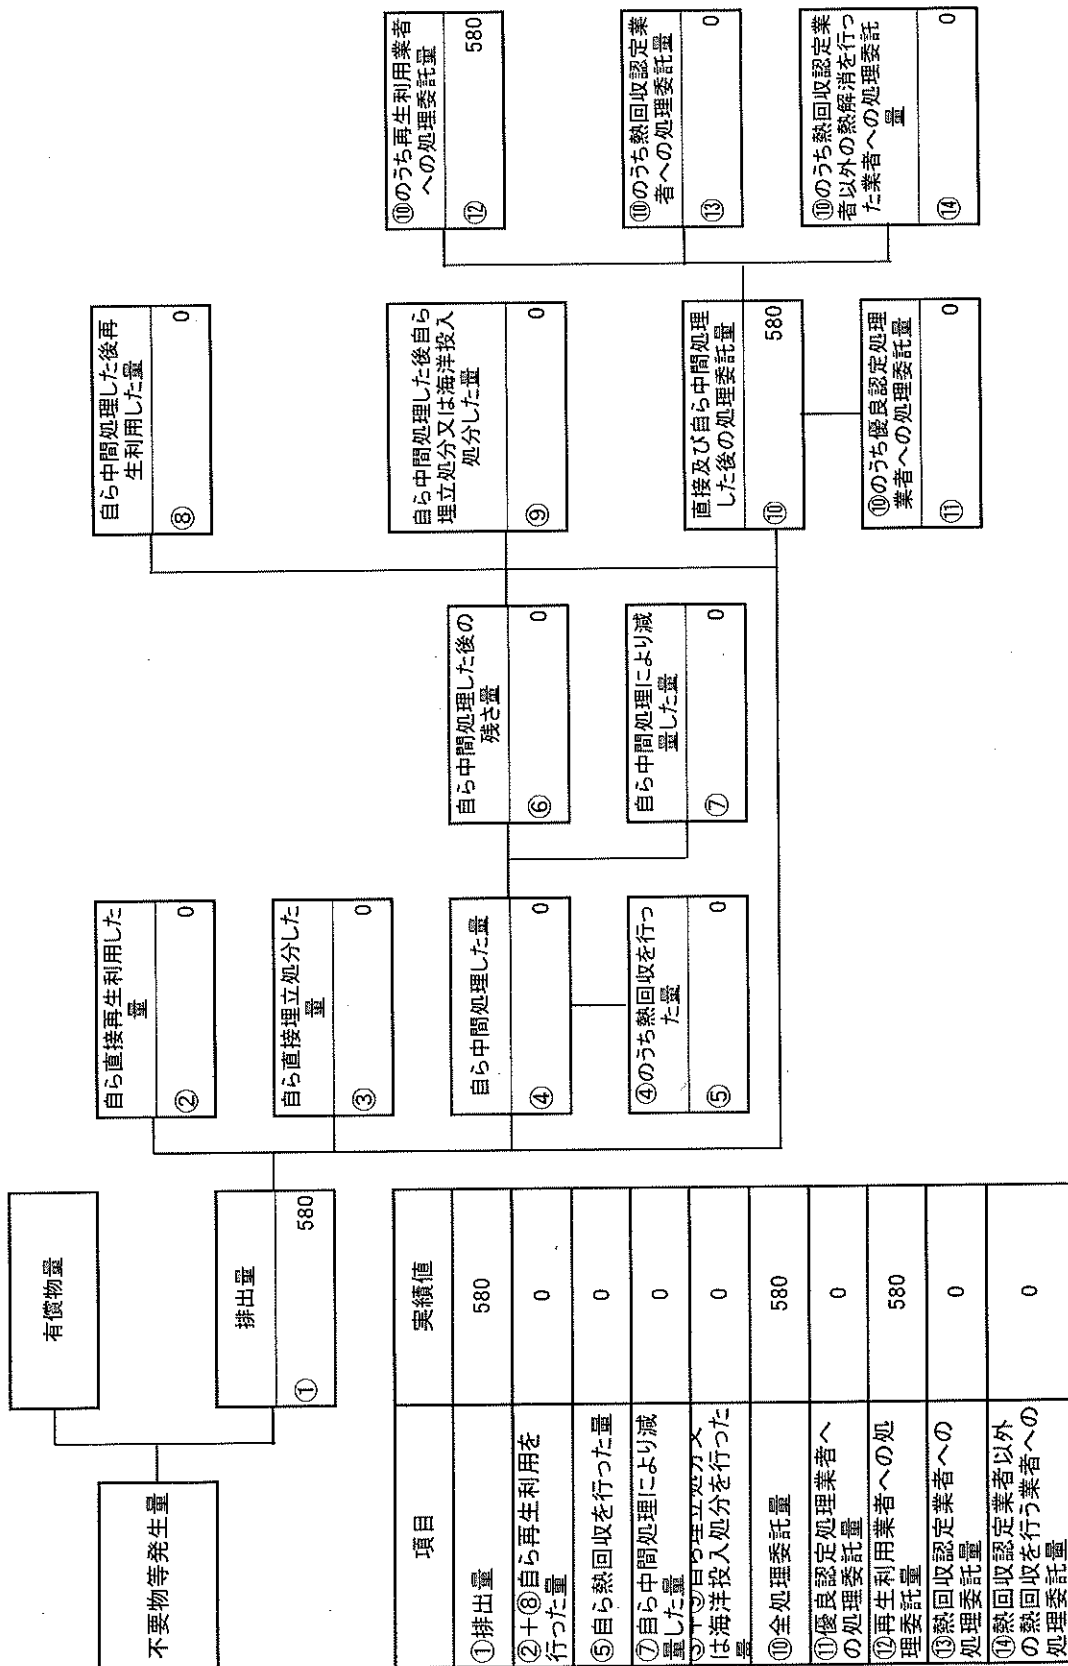 不要物等発生量
有償物量
排出量
①
580
自ら直接再生利用した
量
②
0
自ら直接埋立処分した
量
③
0
自ら中間処理した量
④
0
④のうち熱回収を行っ
た量
⑤
0
自ら中間処理した後の
残さ量
⑥
0
自ら中間処理により減
量した量
⑦
0
自ら中間処理した後再
生利用した量
⑧
0
自ら中間処理した後自ら
埋立処分又は海洋投入
処分した量
⑨
0
直接及び自ら中間処理
した後の処理委託量
⑩
580
⑩のうち優良認定処理
業者への処理委託量
⑪
0
⑩のうち再生利用業者
への処理委託量
⑫
580
⑩のうち熱回収認定業
者への処理委託量
⑬
0
⑩のうち熱回収認定業
者以外の熱解消を行っ
た業者への処理委託
量
⑭
0
項目
実績値
①排出量
580
②+⑧自ら再生利用を
行った量
0
⑤自ら熱回収を行った量
0
⑦自ら中間処理により減
量した量
0
③+⑨自ら埋立処分又
は海洋投入処分を行った
量
0
⑩全処理委託量
580
⑪優良認定処理業者へ
の処理委託量
0
⑫再生利用業者への処
理委託量
580
⑬熱回収認定業者への
処理委託量
0
⑭熱回収認定業者以外
の熱回収を行う業者への
処理委託量
0